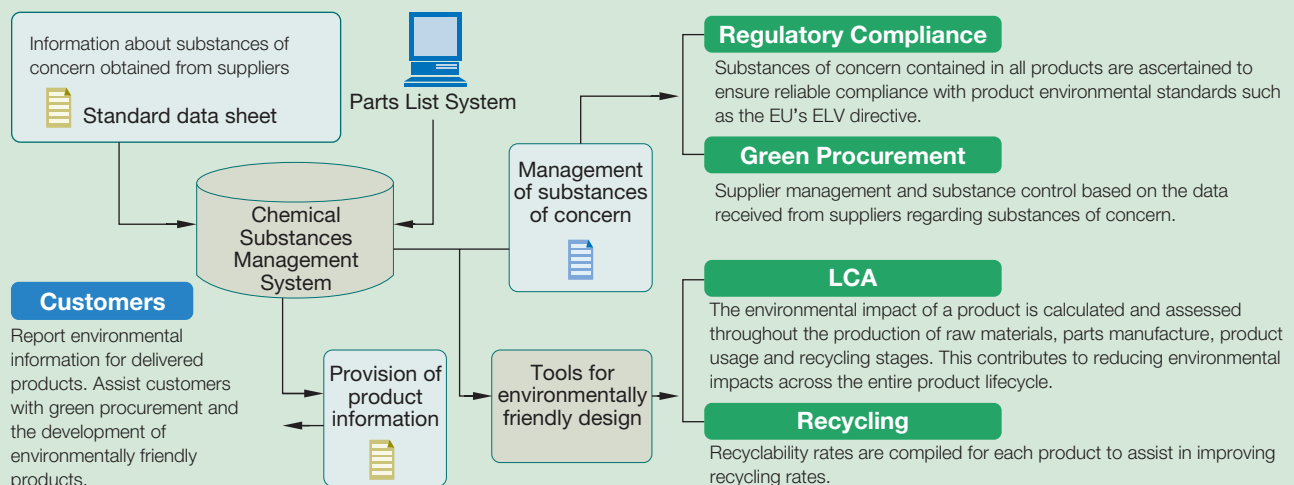 Information about substances of
concern obtained from suppliers
Standard data sheet
Parts List System
Chemical
Substances
Management
System
Management
of substances
of concern
Regulatory Compliance
Substances of concern contained in all products are ascertained to
ensure reliable compliance with product environmental standards such
as the EU's ELV directive.
Green Procurement
Supplier management and substance control based on the data
received from suppliers regarding substances of concern.
Customers
Report environmental
information for delivered
products. Assist customers
with green procurement and
the development of
environmentally friendly
products.
Provision of
product
information
Tools for
environmentally
friendly design
LCA
The environmental impact of a product is calculated and assessed
throughout the production of raw materials, parts manufacture, product
usage and recycling stages. This contributes to reducing environmental
impacts across the entire product lifecycle.
Recycling
Recyclability rates are compiled for each product to assist in improving
recycling rates.